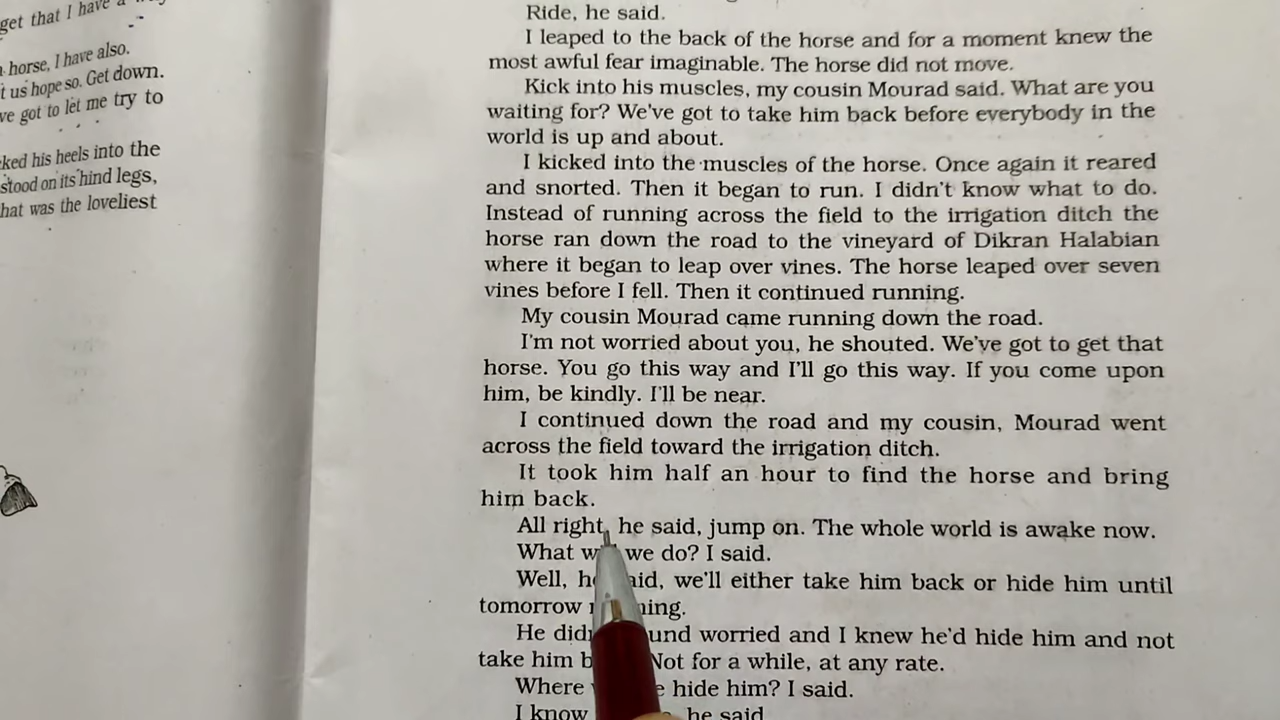 get that I have a
horse, I have also.
t us hope so. Get down.
ve got to let me try to
ked his heels into the
stood on its hind legs,
hat was the loveliest
Ride, he said.
I leaped to the back of the horse and for a moment knew the
most awful fear imaginable. The horse did not move.
Kick into his muscles, my cousin Mourad said. What are you
waiting for? We've got to take him back before everybody in the
world is up and about.
I kicked into the muscles of the horse. Once again it reared
and snorted. Then it began to run. I didn't know what to do.
Instead of running across the field to the irrigation ditch the
horse ran down the road to the vineyard of Dikran Halabian
where it began to leap over vines. The horse leaped over seven
vines before I fell. Then it continued running.
My cousin Mourad came running down the road.
I'm not worried about you, he shouted. We've got to get that
horse. You go this way and I'll go this way. If you come upon
him, be kindly. I'll be near.
I continued down the road and my cousin, Mourad went
across the field toward the irrigation ditch.
It took him half an hour to find the horse and bring
him back.
All right, he said, jump on. The whole world is awake now.
What we do? I said.
Well, he said, we'll either take him back or hide him until
tomorrow
He worried and I knew he'd hide him and not
take him Not for a while, at any rate.
Where hide him? I said.
I know he said